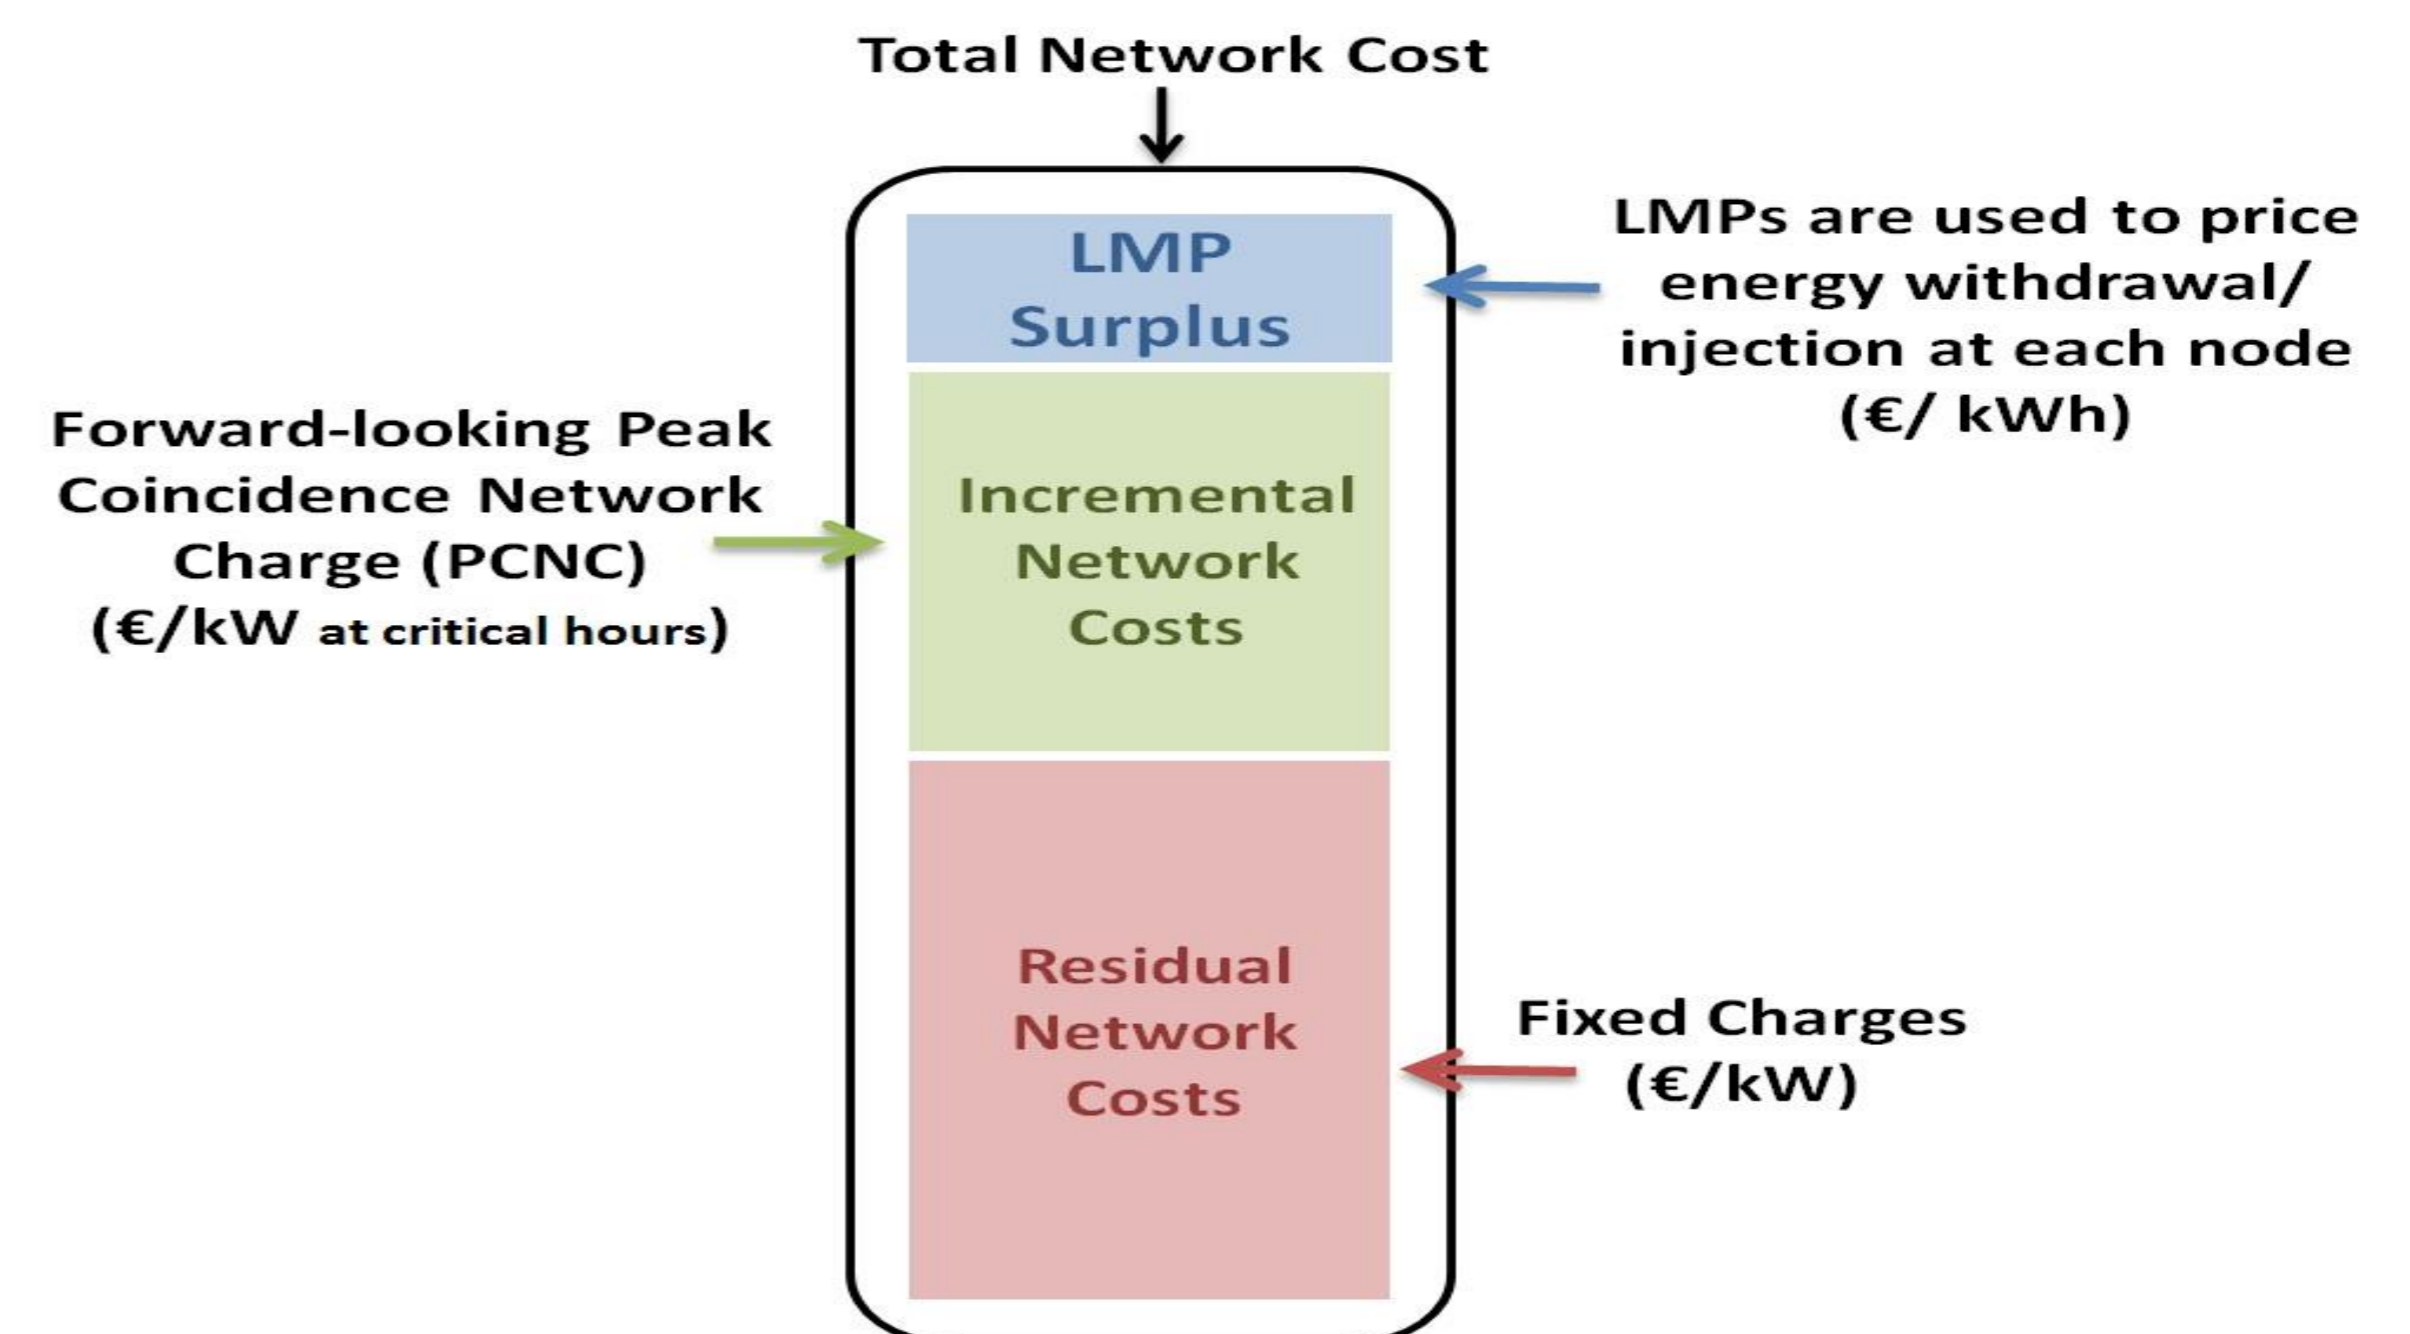 Total Network Cost
LMP
Surplus
LMPs are used to price
energy withdrawal/
injection at each node
(€/ kWh)
Forward-looking Peak
Coincidence Network
Charge (PCNC)
(€/kW at critical hours)
Incremental
Network
Costs
Residual
Network
Costs
Fixed Charges
(€/kW)